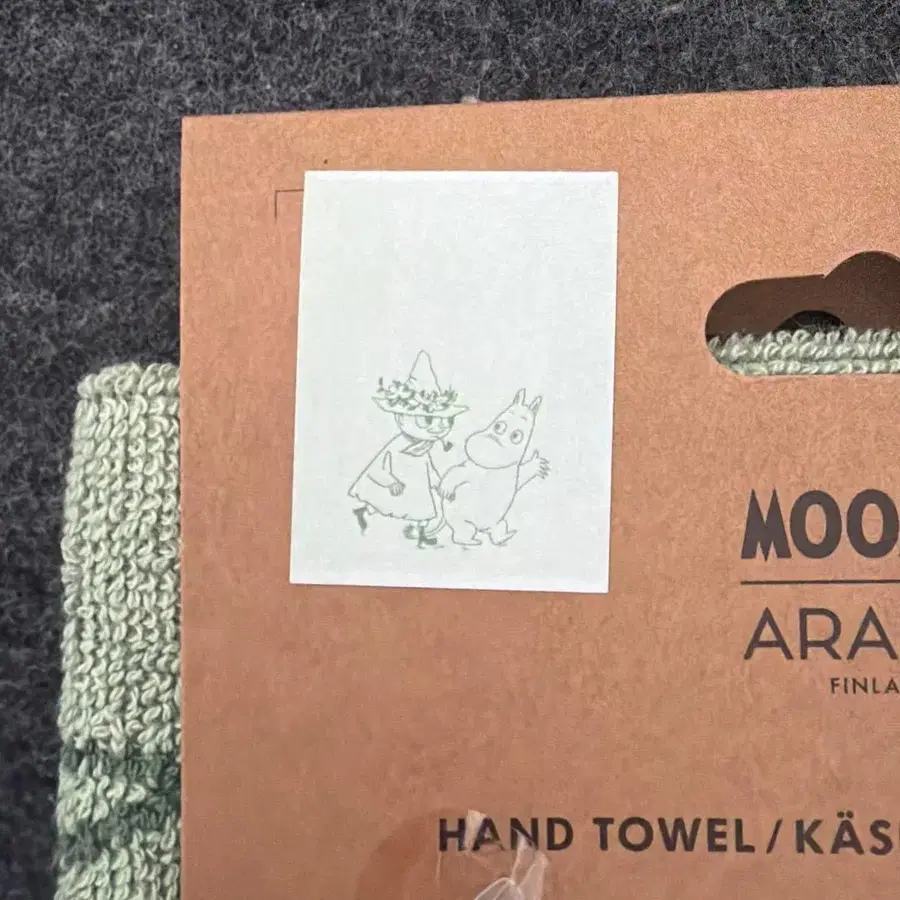 MOO
ARA
FINLA
HAND TOWEL / KÄS